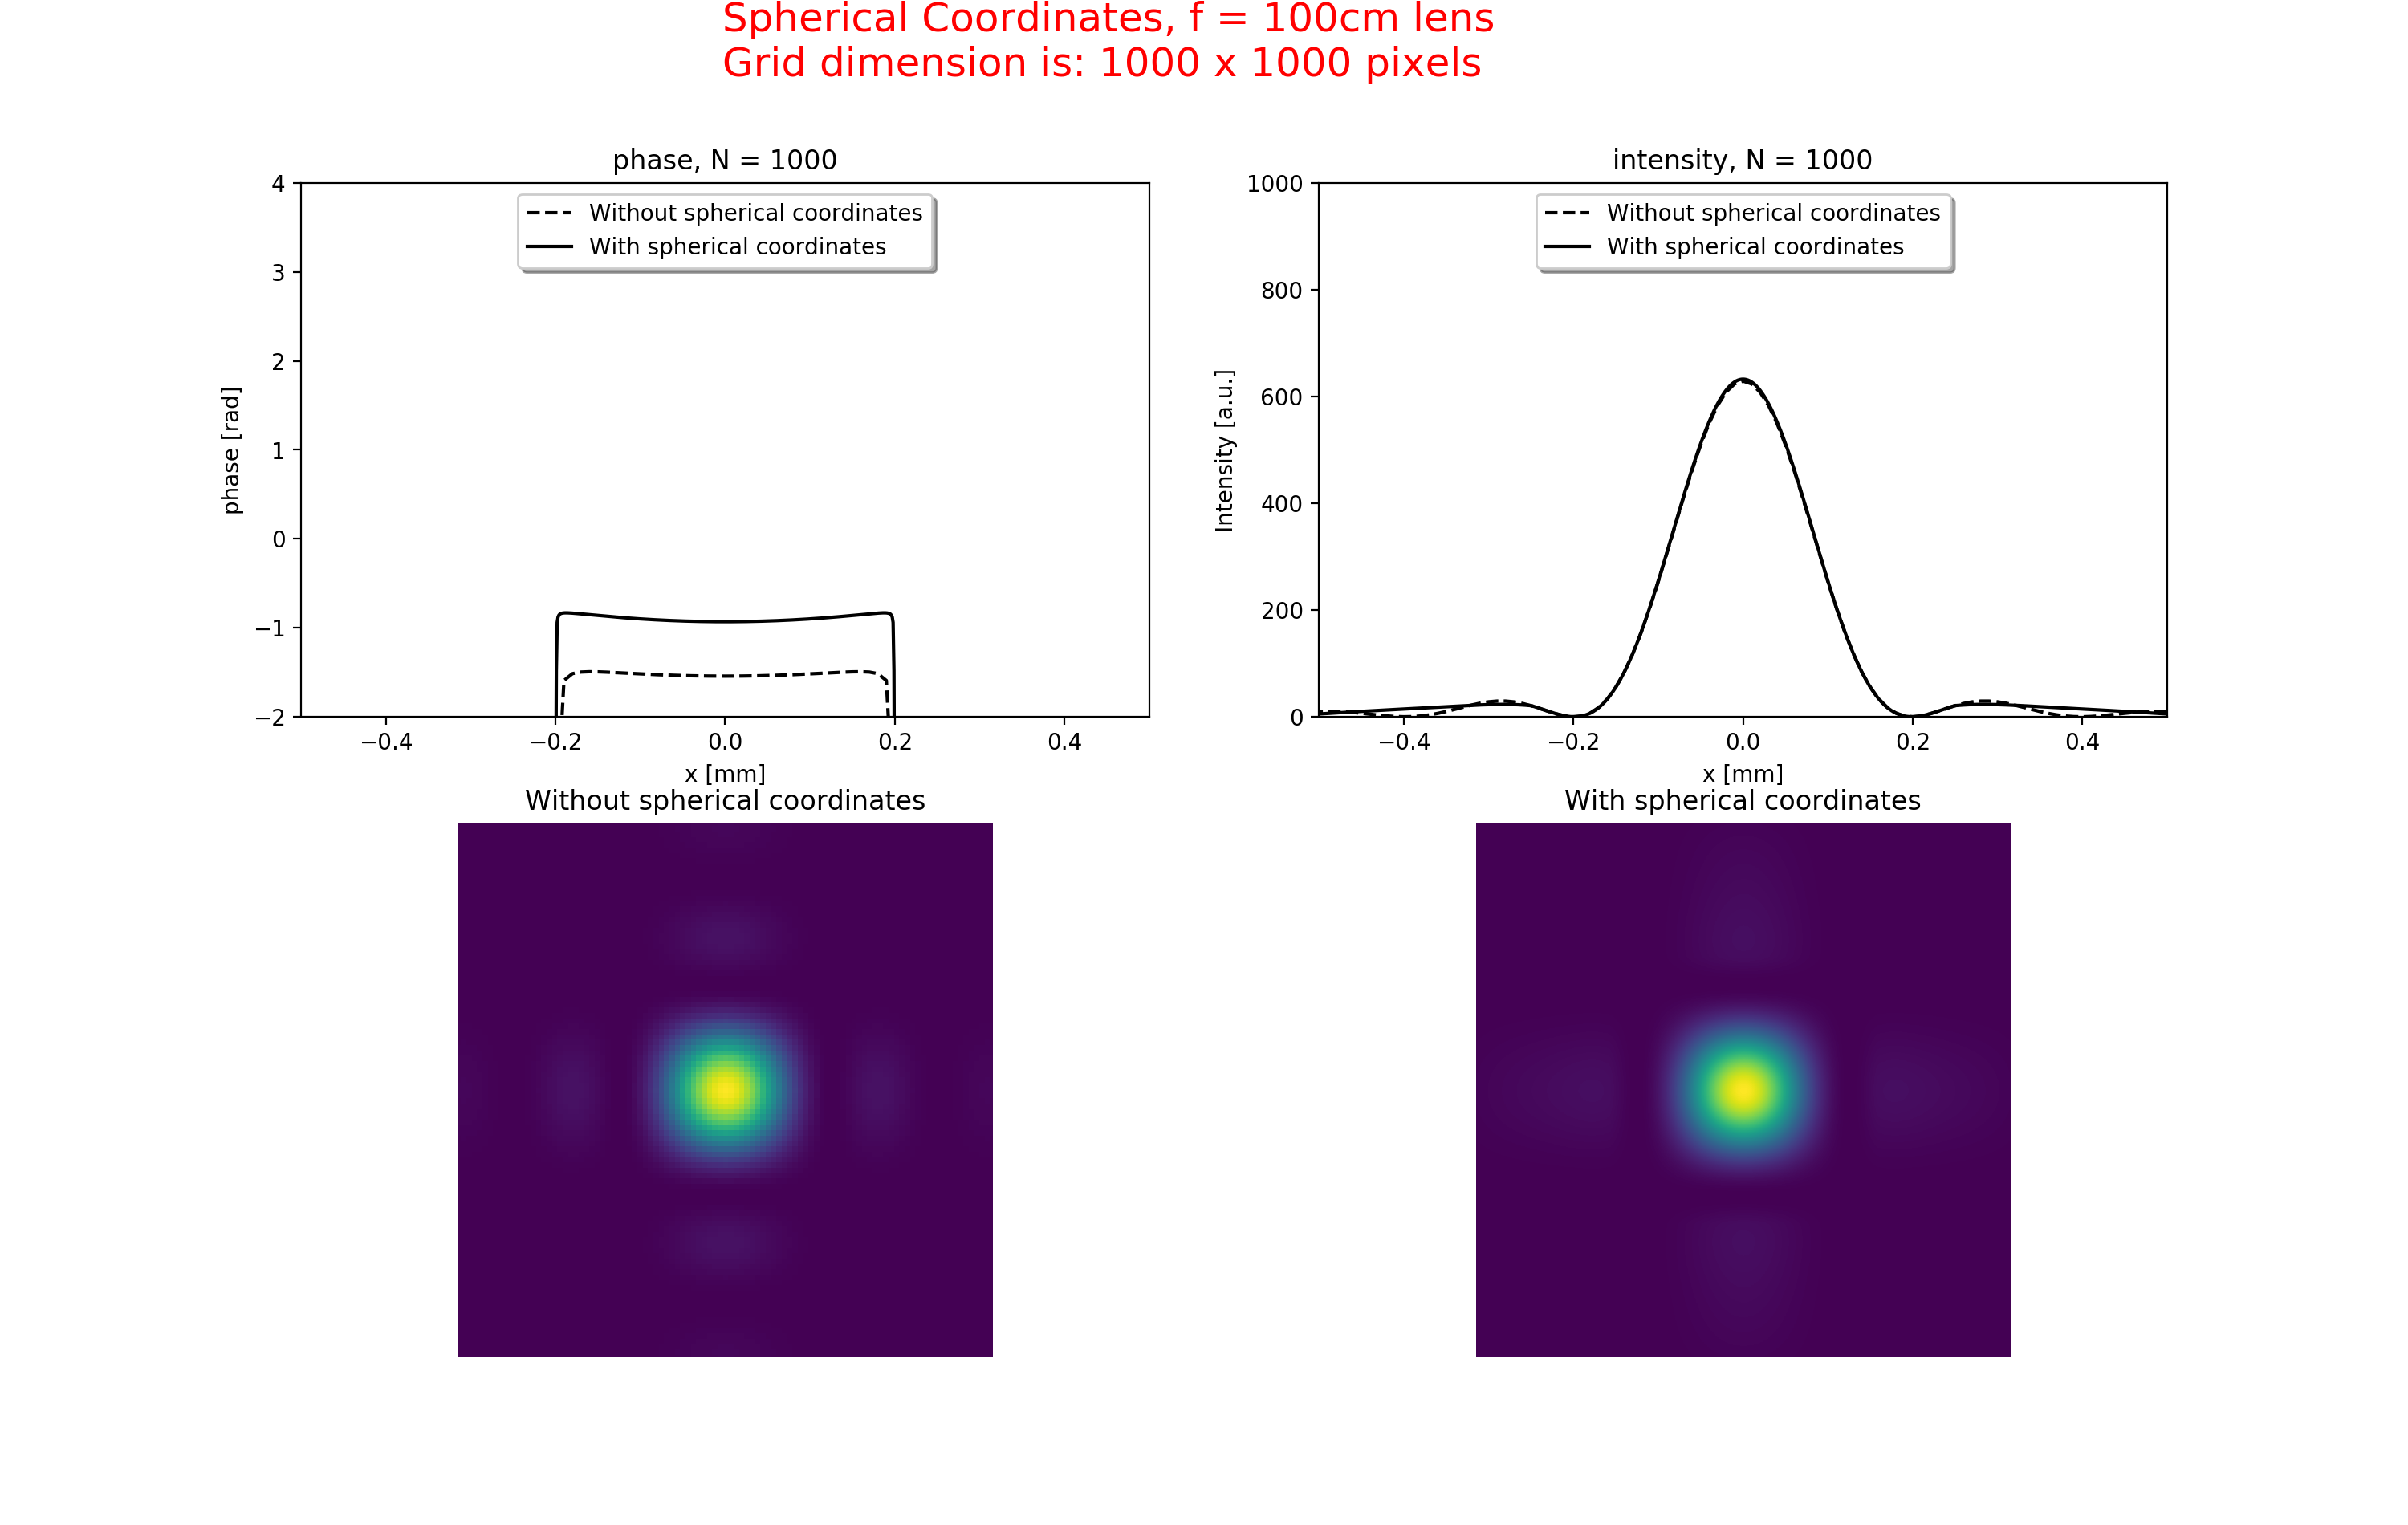 Spherical Coordinates, f = 100cm lens
Grid dimension is: 1000 x 1000 pixels
phase, N = 1000
4
3
2
1
0
−1
−2
phase [rad]
Without spherical coordinates
With spherical coordinates
−0.4
−0.2
0.0
0.2
0.4
x [mm]
intensity, N = 1000
1000
800
600
400
200
0
Intensity [a.u.]
Without spherical coordinates
With spherical coordinates
−0.4
−0.2
0.0
0.2
0.4
x [mm]
Without spherical coordinates
With spherical coordinates